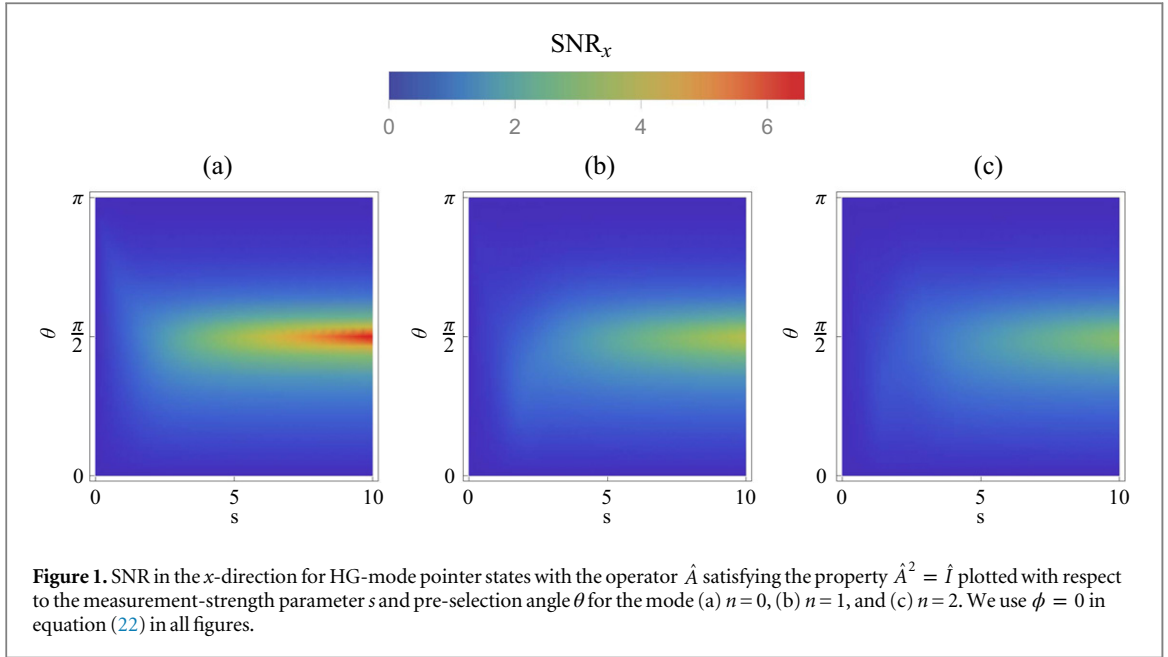 SNRx
0 2 4 6
(a) (b) (c)
π π π
θ π/2 θ π/2 θ π/2
0 0 0
0 5 10 0 5 10 0 5 10
s s s
Figure 1. SNR in the x-direction for HG-mode pointer states with the operator Â satisfying the property Â² = Î plotted with respect
to the measurement-strength parameter s and pre-selection angle θ for the mode (a) n = 0, (b) n = 1, and (c) n = 2. We use ϕ = 0 in
equation (22) in all figures.